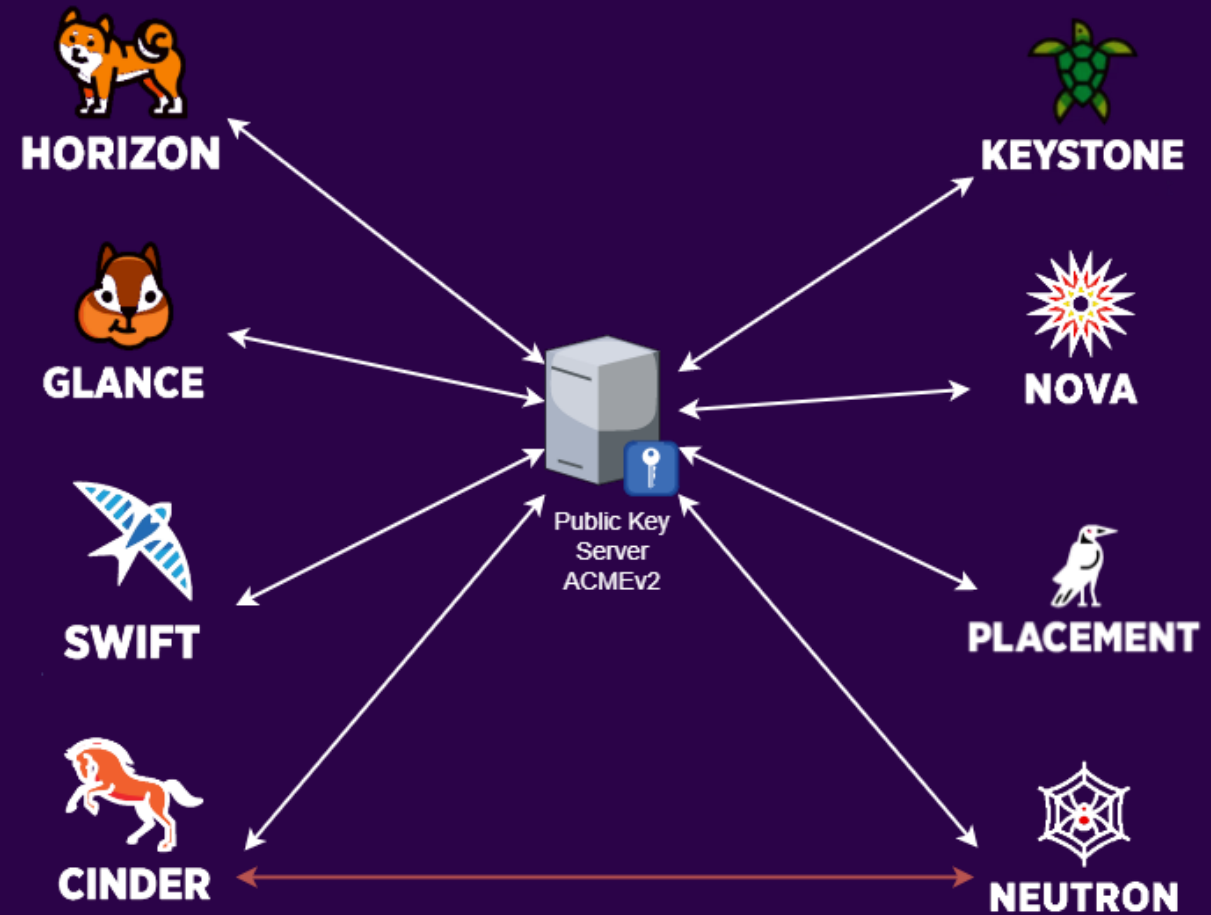 HORIZON
KEYSTONE
GLANCE
NOVA
Public Key
Server
ACMEv2
SWIFT
PLACEMENT
CINDER
NEUTRON